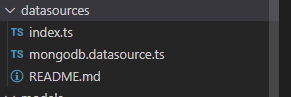 datasources
TS index.ts
TS mongodb.datasource.ts
README.md